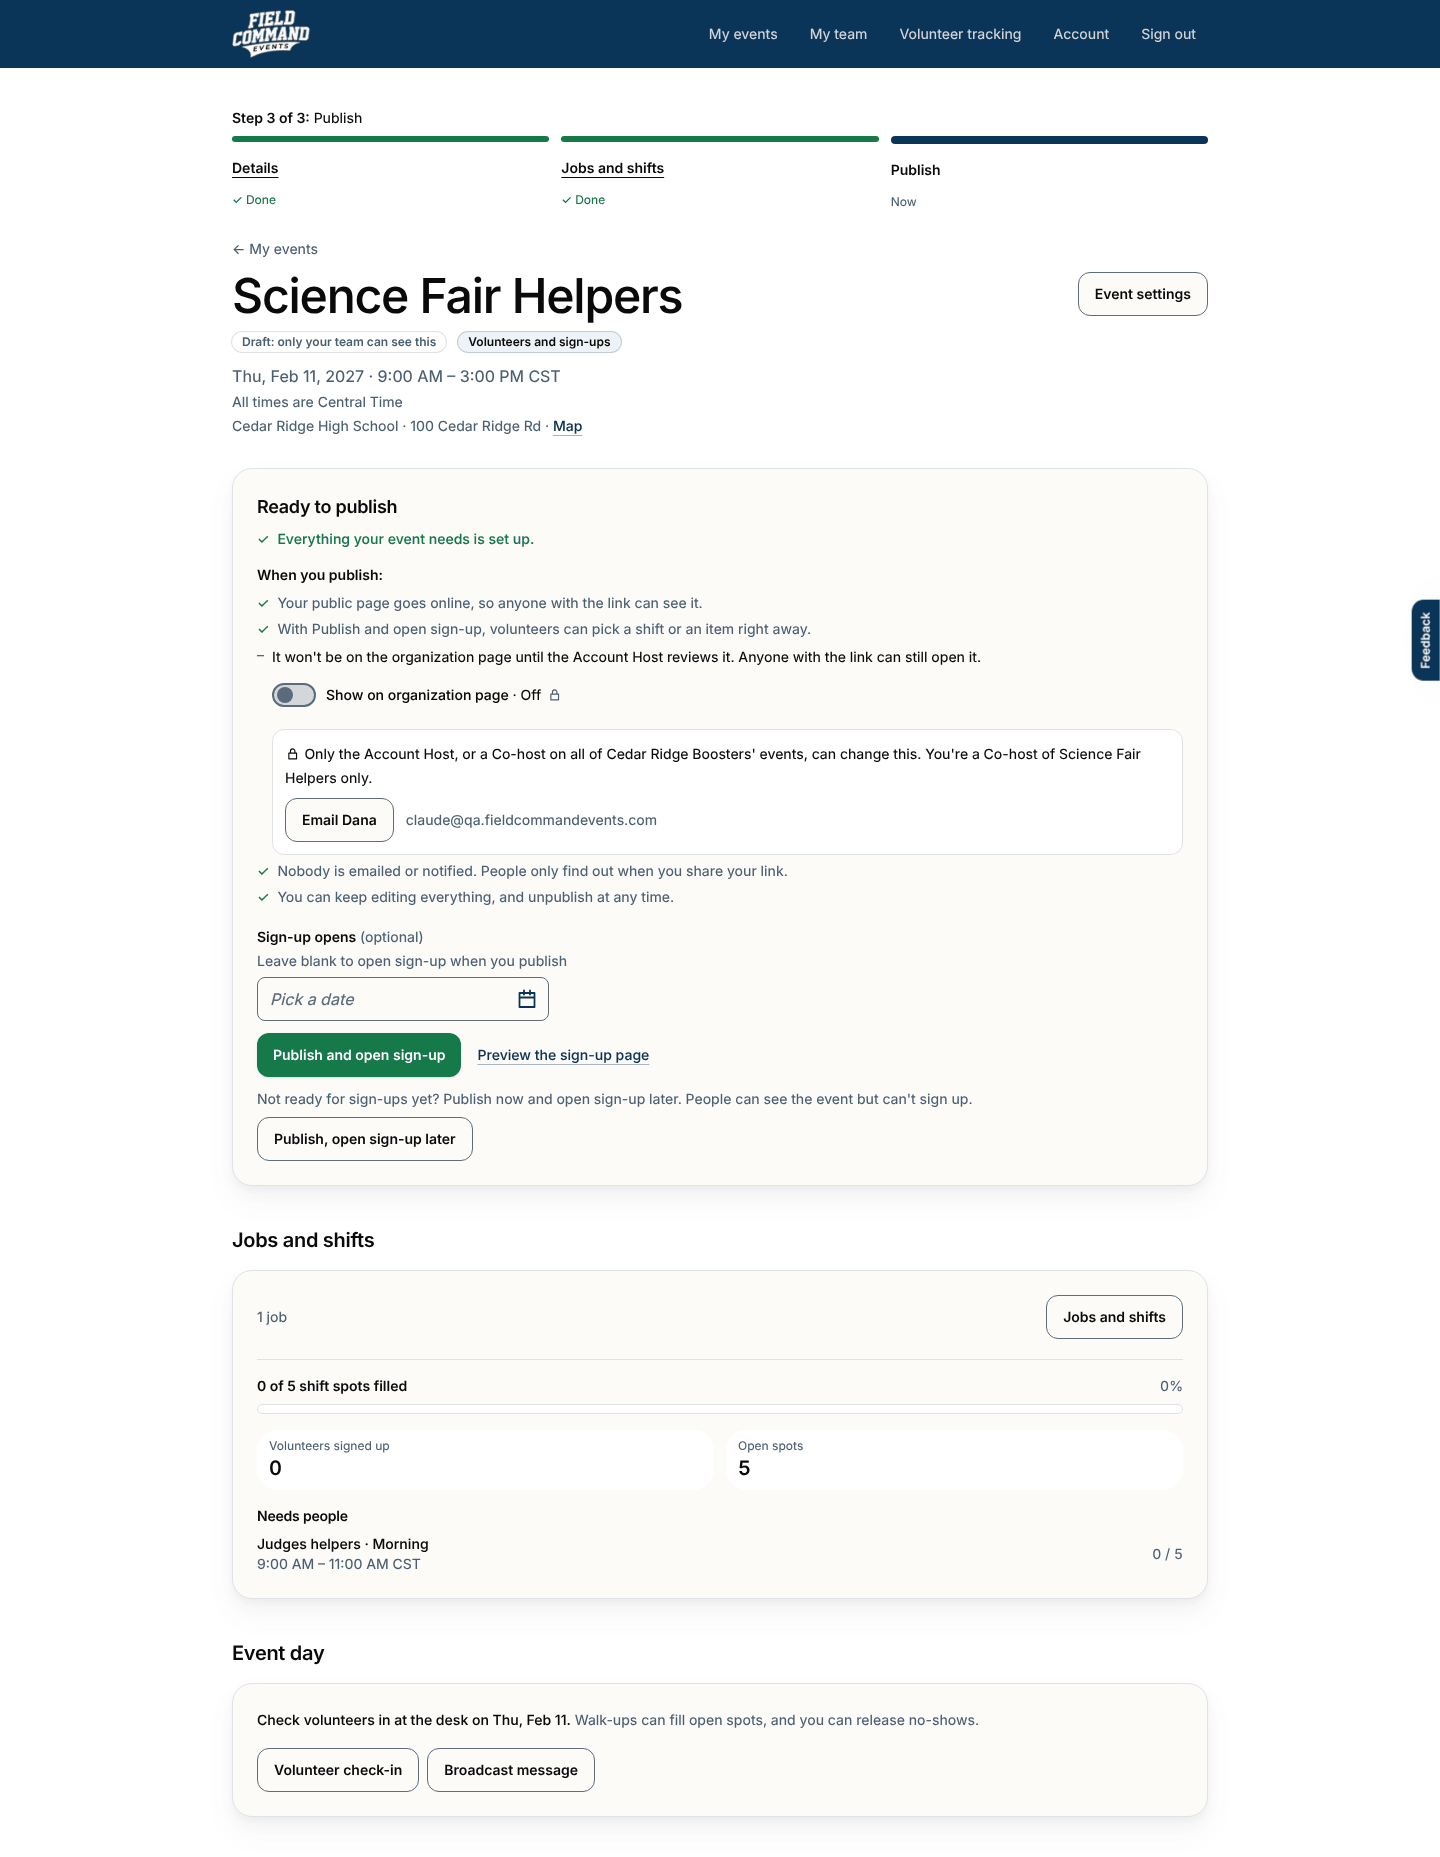 FIELD
COMMAND
EVENTS
My events
My team
Volunteer tracking
Account
Sign out
Step 3 of 3: Publish
Details
Jobs and shifts
Publish
✓ Done
✓ Done
Now
← My events
Science Fair Helpers
Event settings
Draft: only your team can see this
Volunteers and sign-ups
Thu, Feb 11, 2027 · 9:00 AM – 3:00 PM CST
All times are Central Time
Cedar Ridge High School · 100 Cedar Ridge Rd · Map
Ready to publish
✓ Everything your event needs is set up.
When you publish:
✓ Your public page goes online, so anyone with the link can see it.
✓ With Publish and open sign-up, volunteers can pick a shift or an item right away.
– It won't be on the organization page until the Account Host reviews it. Anyone with the link can still open it.
Show on organization page · Off
Only the Account Host, or a Co-host on all of Cedar Ridge Boosters' events, can change this. You're a Co-host of Science Fair
Helpers only.
Email Dana
claude@qa.fieldcommandevents.com
✓ Nobody is emailed or notified. People only find out when you share your link.
✓ You can keep editing everything, and unpublish at any time.
Sign-up opens (optional)
Leave blank to open sign-up when you publish
Pick a date
Publish and open sign-up
Preview the sign-up page
Not ready for sign-ups yet? Publish now and open sign-up later. People can see the event but can't sign up.
Publish, open sign-up later
Jobs and shifts
1 job
Jobs and shifts
0 of 5 shift spots filled
0%
Volunteers signed up
0
Open spots
5
Needs people
Judges helpers · Morning
9:00 AM – 11:00 AM CST
0 / 5
Event day
Check volunteers in at the desk on Thu, Feb 11. Walk-ups can fill open spots, and you can release no-shows.
Volunteer check-in
Broadcast message
Feedback